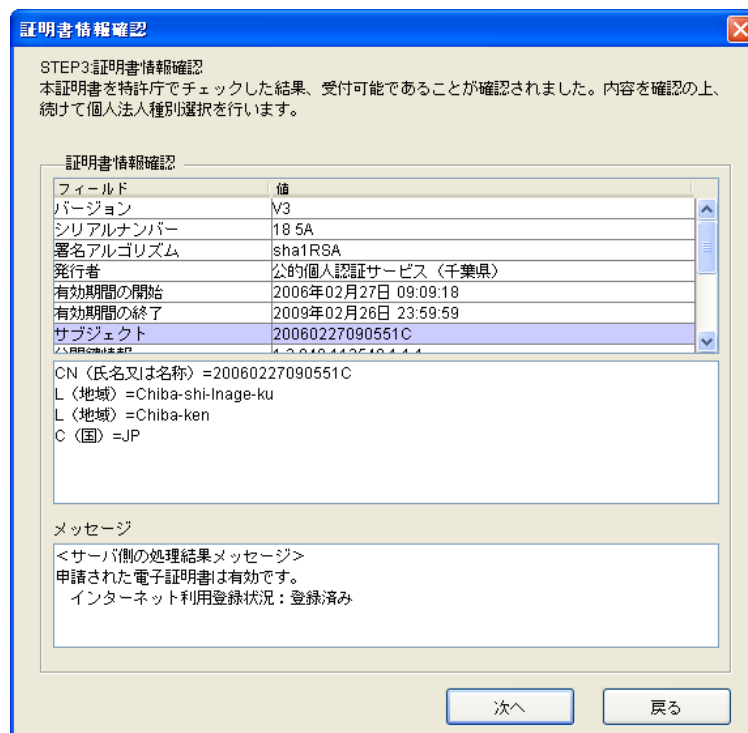 証明書情報確認
STEP3:証明書情報確認
本証明書を特許庁でチェックした結果、受付可能であることが確認されました。内容を確認の上、
続けて個人法人種別選択を行います。
証明書情報確認
フィールド 値
バージョン V3
シリアルナンバー 18 5A
署名アルゴリズム sha1RSA
発行者 公的個人認証サービス（千葉県）
有効期間の開始 2006年02月27日 09:09:18
有効期間の終了 2009年02月26日 23:59:59
サブジェクト 20060227090551C
CN（氏名又は名称）=20060227090551C
L（地域）=Chiba-shi-Inage-ku
L（地域）=Chiba-ken
C（国）=JP
メッセージ
＜サーバ側の処理結果メッセージ＞
申請された電子証明書は有効です。
インターネット利用登録状況：登録済み
次へ 戻る